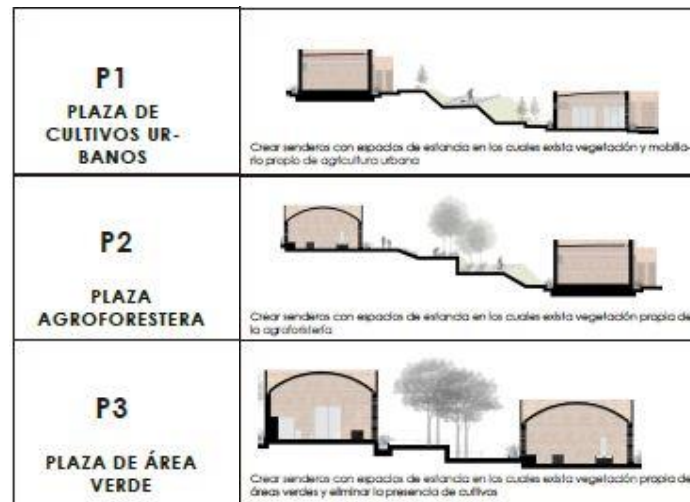 P1
PLAZA DE
CULTIVOS UR-
BANOS
Crear senderos con espacios de estancia en los cuales exista vegetación y mobilia-
rio propio de agricultura urbana
P2
PLAZA
AGROFORESTERA
Crear senderos con espacios de estancia en los cuales exista vegetación propia de
la agroforistería
P3
PLAZA DE ÁREA
VERDE
Crear senderos con espacios de estancia en los cuales exista vegetación propia de
áreas verdes y eliminar la presencia de cultivos